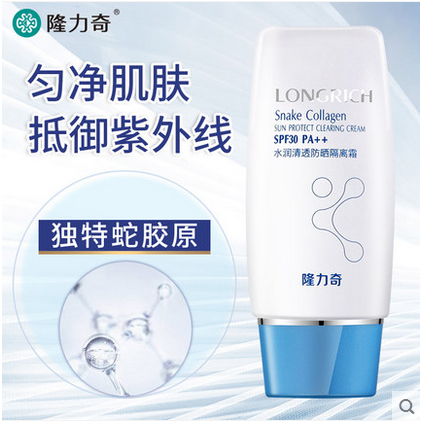 隆力奇®
匀净肌肤
抵御紫外线
独特蛇胶原
LONGRICH
Snake Collagen
SUN PROTECT CLEARING CREAM
SPF30 PA++
水润清透防晒隔离霜
隆力奇